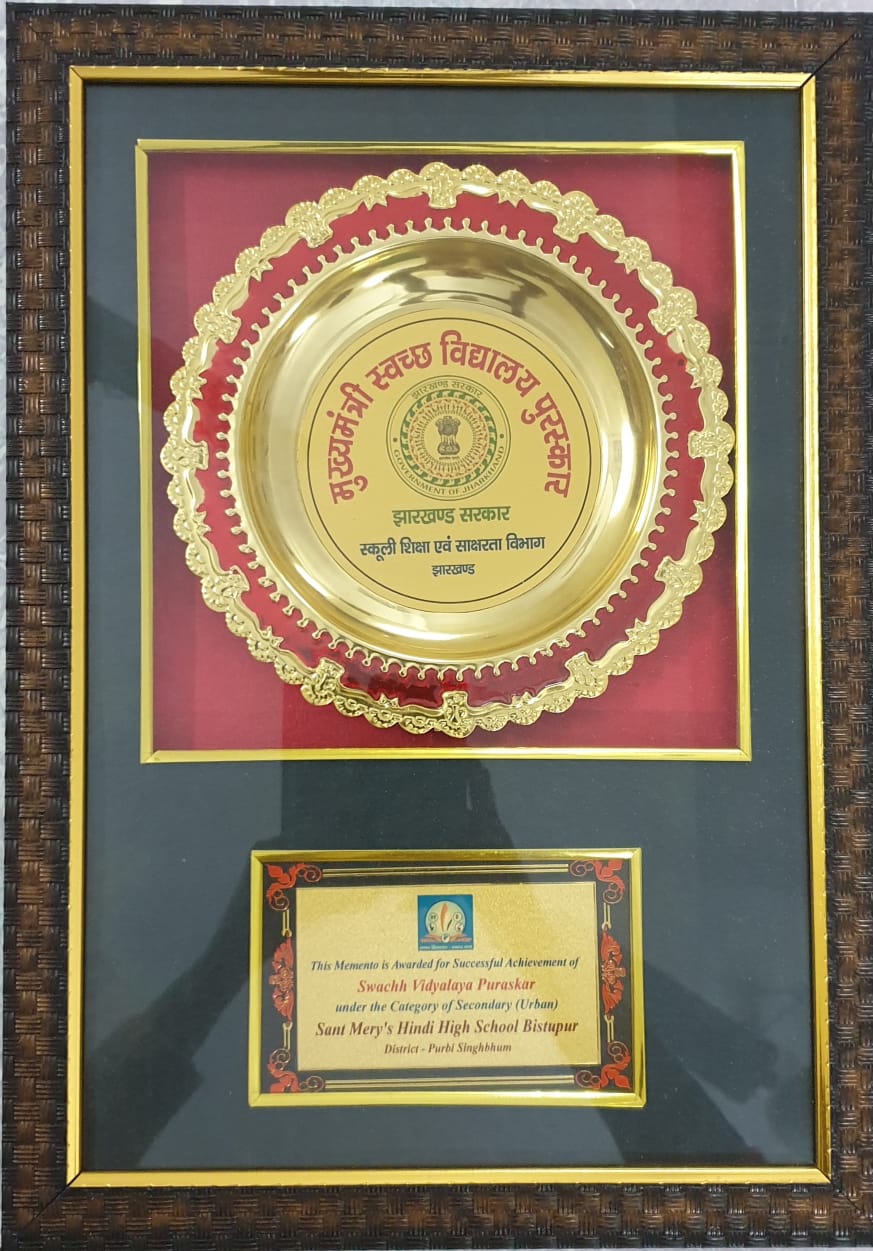 मुख्यमंत्री स्वच्छ विद्यालय पुरस्कार
झारखण्ड सरकार
GOVERNMENT OF JHARKHAND
झारखण्ड सरकार
स्कूली शिक्षा एवं साक्षरता विभाग
झारखण्ड
This Memento is Awarded for Successful Achievement of
Swachh Vidyalaya Puraskar
under the Category of Secondary (Urban)
Sant Mery's Hindi High School Bistupur
District - Purbi Singhbhum